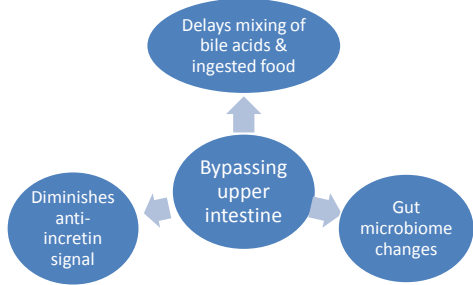 Delays mixing of
bile acids &
ingested food
Bypassing
upper
intestine
Diminishes
anti-
incretin
signal
Gut
microbiome
changes